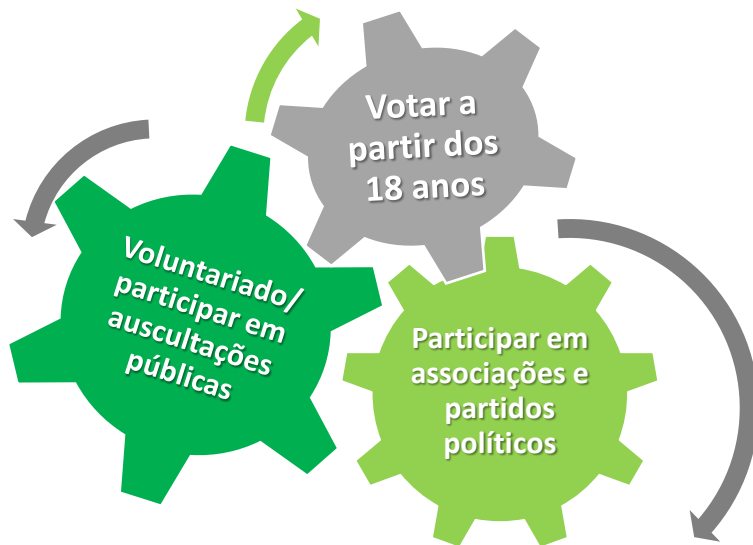 Votar a
partir dos
18 anos
Voluntariado/
participar em
auscultações
públicas
Participar em
associações e
partidos
políticos